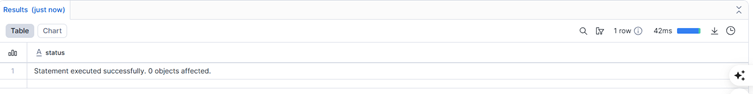 Results (just now)
Table Chart 1 row 42ms
A status
1 Statement executed successfully. 0 objects affected.